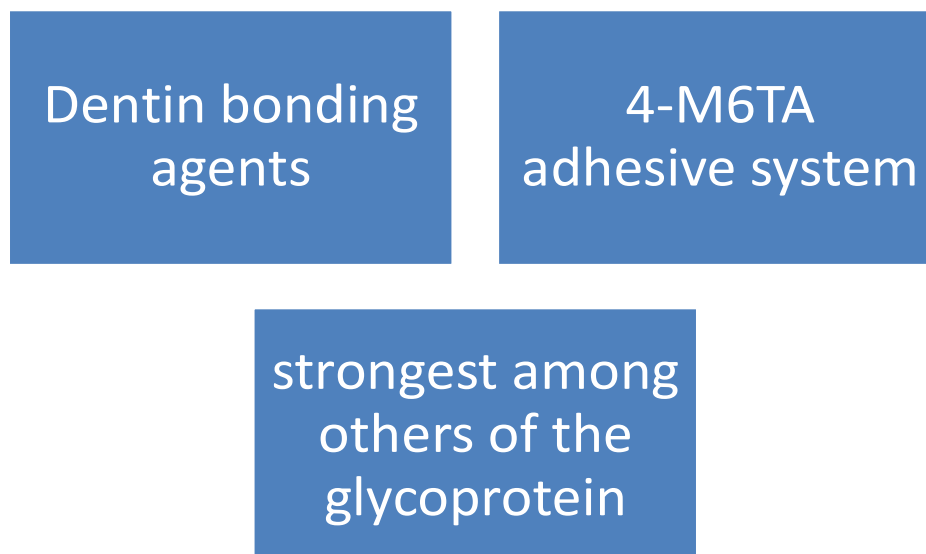 Dentin bonding
agents
4-M6TA
adhesive system
strongest among
others of the
glycoprotein